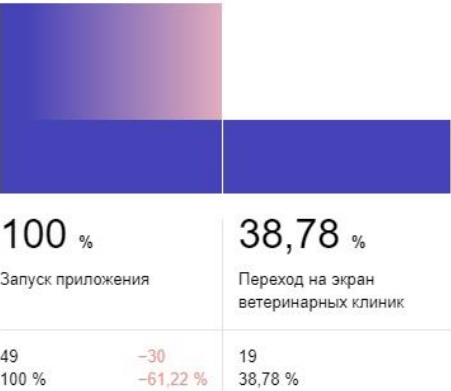 100 %
38,78 %
Запуск приложения
Переход на экран
ветеринарных клиник
49 −30
100 % −61,22 %
19
38,78 %